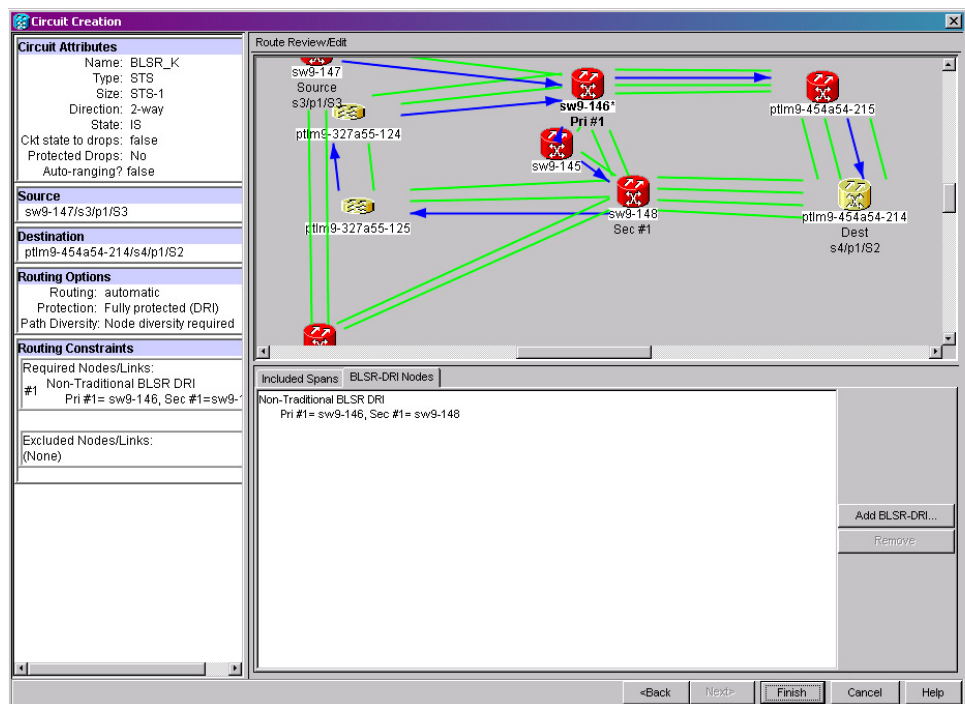 Circuit Creation
Circuit Attributes
Name: BLSR_K
Type: STS
Size: STS-1
Direction: 2-way
State: IS
Ckt state to drops: false
Protected Drops: No
Auto-ranging? false
Source
sw9-147/s3/p1/S3
Destination
ptlm9-454a54-214/s4/p1/S2
Routing Options
Routing: automatic
Protection: Fully protected (DRI)
Path Diversity: Node diversity required
Routing Constraints
Required Nodes/Links:
#1 Non-Traditional BLSR DRI
Pri #1= sw9-146, Sec #1=sw9-1
Excluded Nodes/Links:
(None)
Route Review/Edit
sw9-147
Source
s3/p1/S3
ptlm9-327a55-124
sw9-146*
Pri #1
ptlm9-454a55-215
sw9-145
ptlm9-327a55-125
sw9-148
Sec #1
ptlm9-454a54-214
Dest
s4/p1/S2
Included Spans
BLSR-DRI Nodes
Non-Traditional BLSR DRI
Pri #1= sw9-146, Sec #1= sw9-148
Add BLSR-DRI...
Remove
<Back
Next>
Finish
Cancel
Help